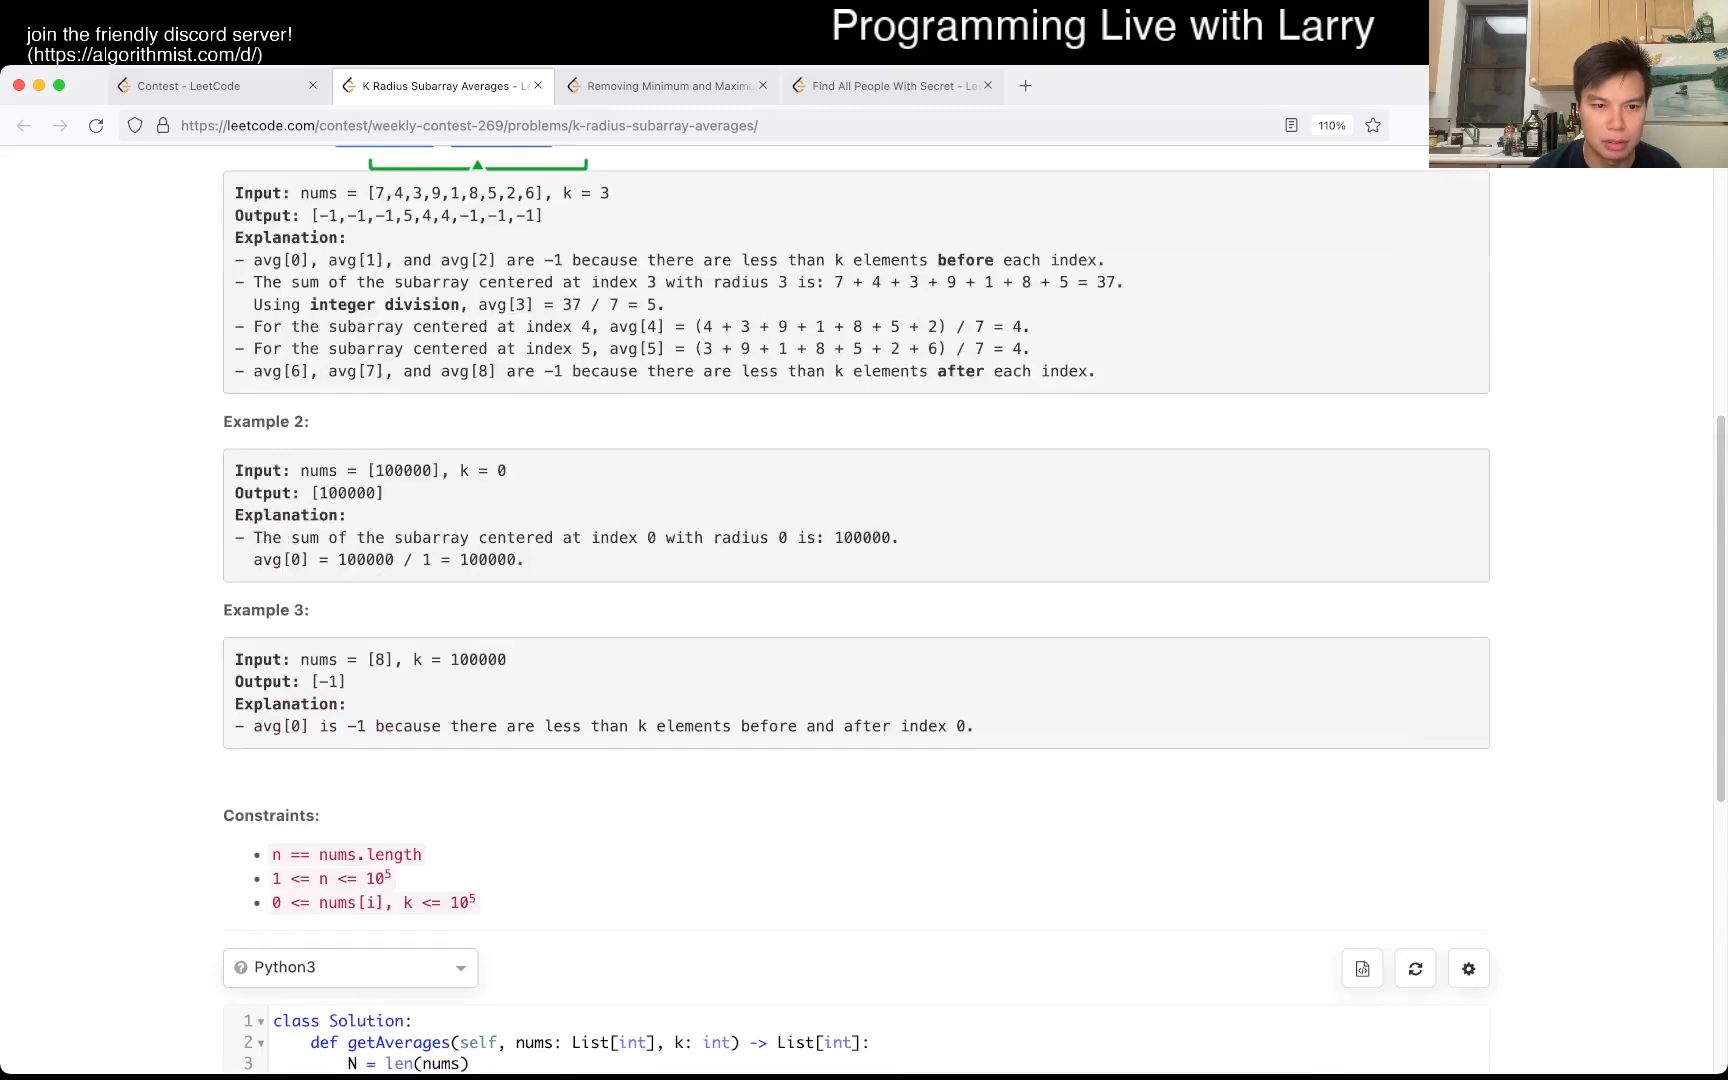 join the friendly discord server!
(https://algorithmist.com/d/)
Programming Live with Larry
Contest - LeetCode
K Radius Subarray Averages - Le
Removing Minimum and Maximu
Find All People With Secret - Le
https://leetcode.com/contest/weekly-contest-269/problems/k-radius-subarray-averages/
110%
Input: nums = [7,4,3,9,1,8,5,2,6], k = 3
Output: [-1,-1,-1,5,4,4,-1,-1,-1]
Explanation:
- avg[0], avg[1], and avg[2] are -1 because there are less than k elements before each index.
- The sum of the subarray centered at index 3 with radius 3 is: 7 + 4 + 3 + 9 + 1 + 8 + 5 = 37.
Using integer division, avg[3] = 37 / 7 = 5.
- For the subarray centered at index 4, avg[4] = (4 + 3 + 9 + 1 + 8 + 5 + 2) / 7 = 4.
- For the subarray centered at index 5, avg[5] = (3 + 9 + 1 + 8 + 5 + 2 + 6) / 7 = 4.
- avg[6], avg[7], and avg[8] are -1 because there are less than k elements after each index.
Example 2:
Input: nums = [100000], k = 0
Output: [100000]
Explanation:
- The sum of the subarray centered at index 0 with radius 0 is: 100000.
avg[0] = 100000 / 1 = 100000.
Example 3:
Input: nums = [8], k = 100000
Output: [-1]
Explanation:
- avg[0] is -1 because there are less than k elements before and after index 0.
Constraints:
• n == nums.length
• 1 <= n <= 10⁵
• 0 <= nums[i], k <= 10⁵
Python3
1 class Solution:
2 def getAverages(self, nums: List[int], k: int) -> List[int]:
3 N = len(nums)